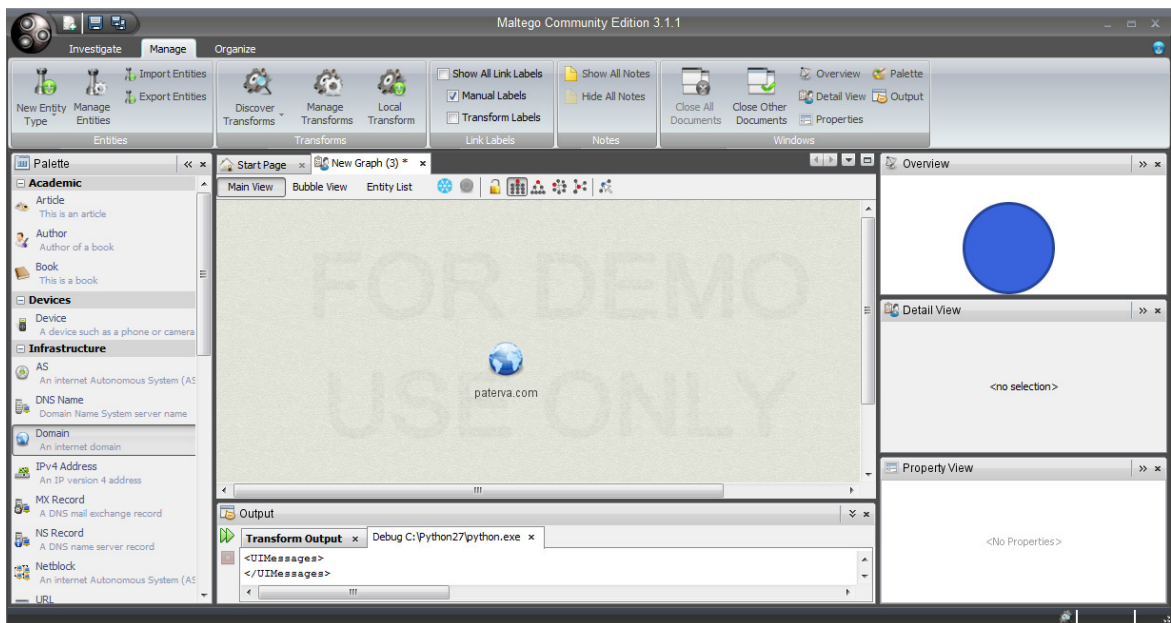 Maltego Community Edition 3.1.1
Investigate Manage Organize
New Entity Type
Manage Entities
Import Entities
Export Entities
Entities
Discover Transforms
Manage Transforms
Local Transform
Transforms
Show All Link Labels
Manual Labels
Transform Labels
Link Labels
Show All Notes
Hide All Notes
Notes
Close All Documents
Close Other Documents
Overview
Detail View
Properties
Palette
Output
Windows
Palette
Academic
Article
This is an article
Author
Author of a book
Book
This is a book
Devices
Device
A device such as a phone or camera
Infrastructure
AS
An internet Autonomous System (AS
DNS Name
Domain Name System server name
Domain
An internet domain
IPv4 Address
An IP version 4 address
MX Record
A DNS mail exchange record
NS Record
A DNS name server record
Netblock
An internet Autonomous System (AS
URL
Start Page
New Graph (3) *
Main View Bubble View Entity List
FOR DEMO
USE ONLY
paterva.com
Output
Transform Output
Debug C:\Python27\python.exe
<UIMessages>
</UIMessages>
Overview
Detail View
<no selection>
Property View
<No Properties>